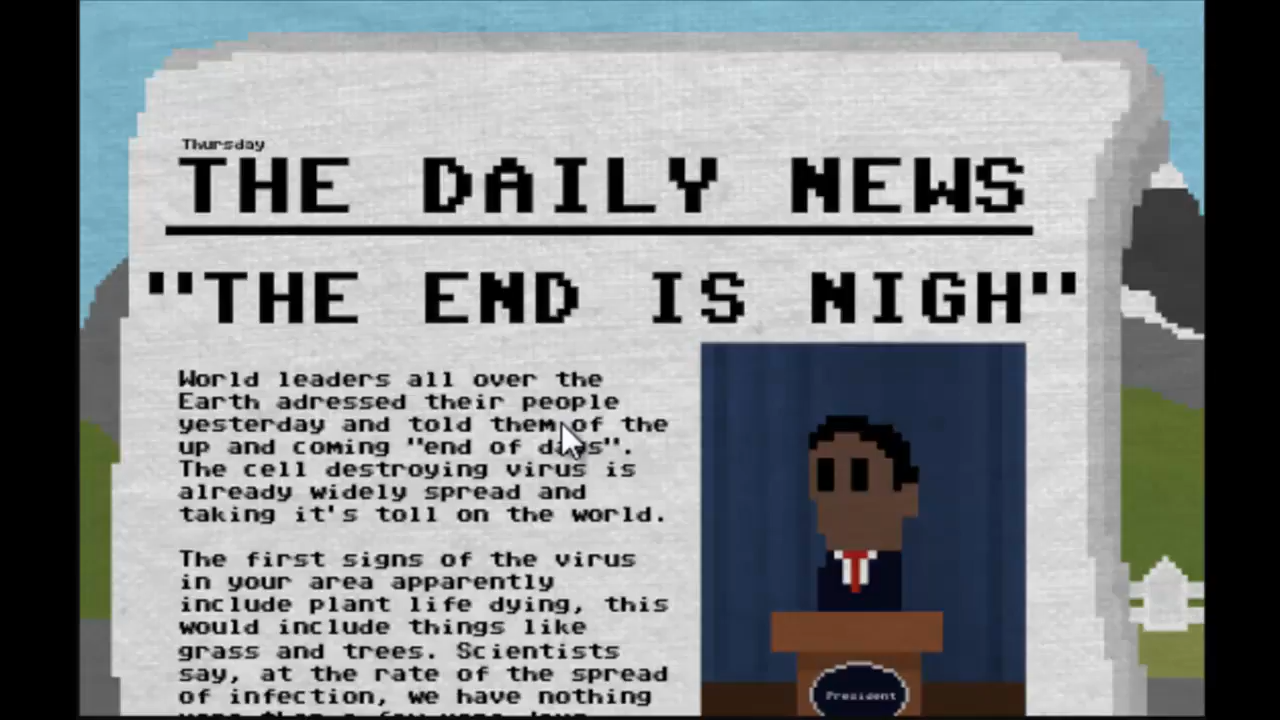 Thursday
THE DAILY NEWS
"THE END IS NIGH"
World leaders all over the
Earth adressed their people
yesterday and told them of the
up and coming "end of days".
The cell destroying virus is
already widely spread and
taking it's toll on the world.
The first signs of the virus
in your area apparently
include plant life dying, this
would include things like
grass and trees. Scientists
say, at the rate of the spread
of infection, we have nothing
President